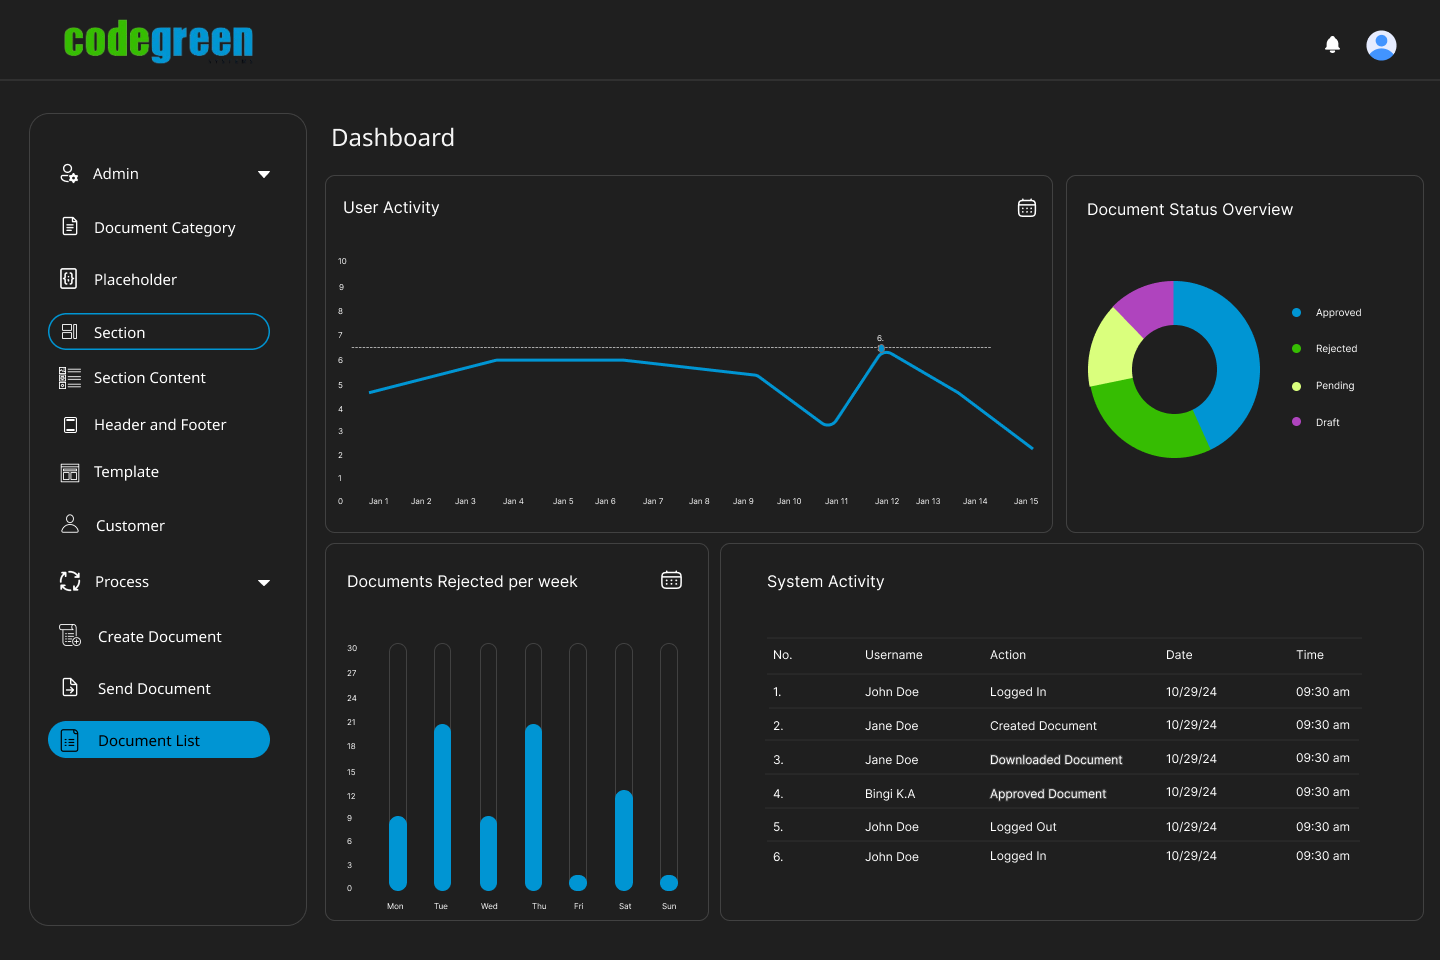 codegreen
Dashboard
Admin
Document Category
Placeholder
Section
Section Content
Header and Footer
Template
Customer
Process
Create Document
Send Document
Document List
User Activity
10
9
8
7
6
5
4
3
2
1
0
6.
Jan 1 Jan 2 Jan 3 Jan 4 Jan 5 Jan 6 Jan 7 Jan 8 Jan 9 Jan 10 Jan 11 Jan 12 Jan 13 Jan 14 Jan 15
Document Status Overview
Approved
Rejected
Pending
Draft
Documents Rejected per week
30
27
24
21
18
15
12
9
6
3
0
Mon Tue Wed Thu Fri Sat Sun
System Activity
No. Username Action Date Time
1. John Doe Logged In 10/29/24 09:30 am
2. Jane Doe Created Document 10/29/24 09:30 am
3. Jane Doe Downloaded Document 10/29/24 09:30 am
4. Bingi K.A Approved Document 10/29/24 09:30 am
5. John Doe Logged Out 10/29/24 09:30 am
6. John Doe Logged In 10/29/24 09:30 am